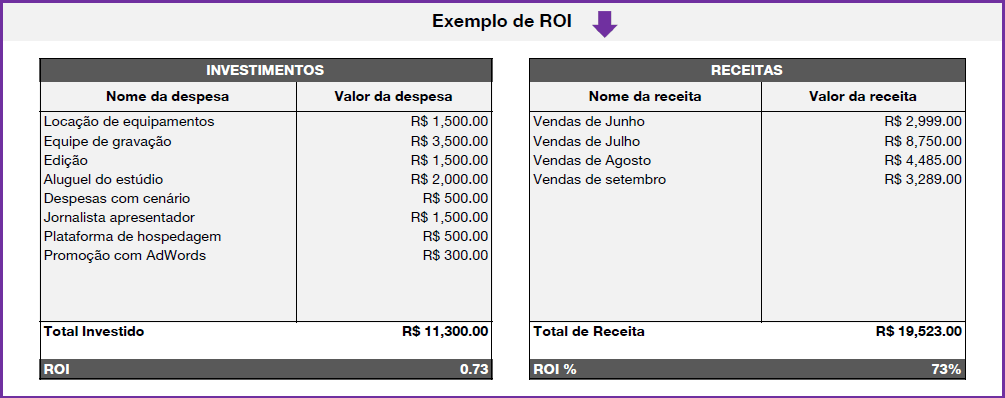 Exemplo de ROI
INVESTIMENTOS
Nome da despesa Valor da despesa
Locação de equipamentos R$ 1,500.00
Equipe de gravação R$ 3,500.00
Edição R$ 1,500.00
Aluguel do estúdio R$ 2,000.00
Despesas com cenário R$ 500.00
Jornalista apresentador R$ 1,500.00
Plataforma de hospedagem R$ 500.00
Promoção com AdWords R$ 300.00
Total Investido R$ 11,300.00
ROI 0.73
RECEITAS
Nome da receita Valor da receita
Vendas de Junho R$ 2,999.00
Vendas de Julho R$ 8,750.00
Vendas de Agosto R$ 4,485.00
Vendas de setembro R$ 3,289.00
Total de Receita R$ 19,523.00
ROI % 73%